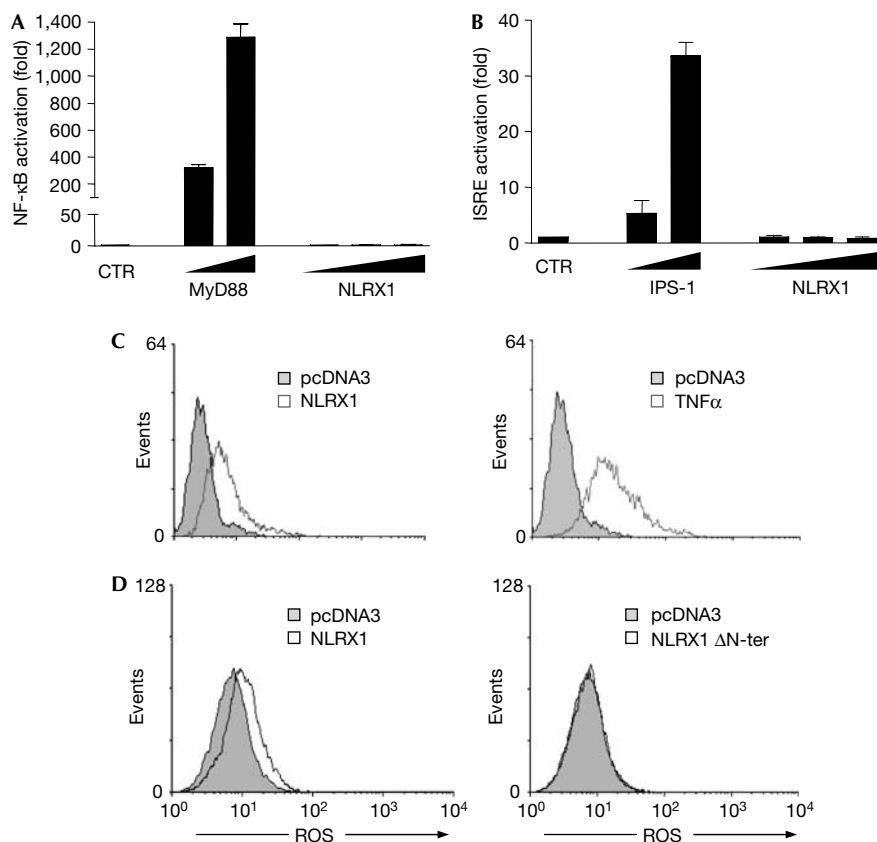 A
NF-κB activation (fold)
1,400
1,200
1,000
800
600
400
200
50
0
CTR
MyD88
NLRX1
B
ISRE activation (fold)
40
30
20
10
0
CTR
IPS-1
NLRX1
C
64
Events
0
pcDNA3
NLRX1
64
Events
0
pcDNA3
TNFα
D
128
Events
0
pcDNA3
NLRX1
10⁰ 10¹ 10² 10³ 10⁴
ROS
128
Events
0
pcDNA3
NLRX1 ΔN-ter
10⁰ 10¹ 10² 10³ 10⁴
ROS